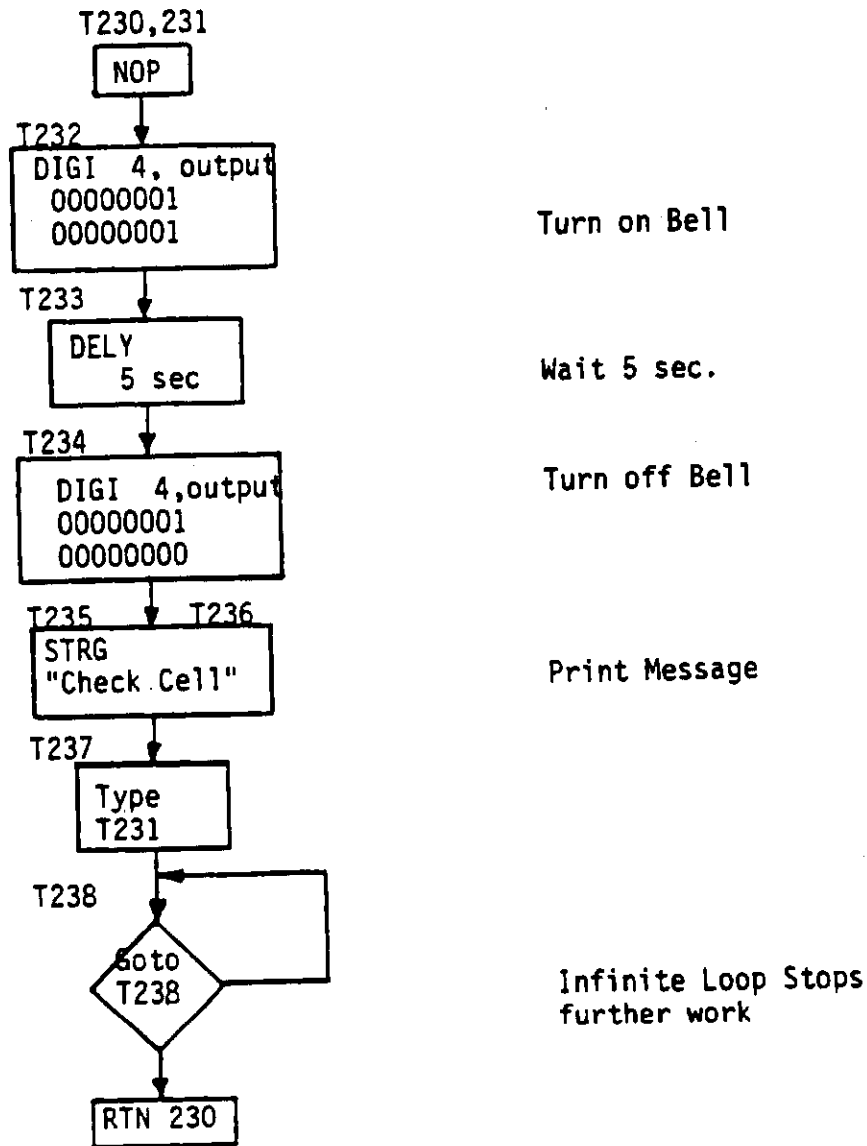 T230,231
NOP
T232
DIGI 4, output
00000001
00000001
Turn on Bell
T233
DELY
5 sec
Wait 5 sec.
T234
DIGI 4,output
00000001
00000000
Turn off Bell
T235 T236
STRG
"Check Cell"
Print Message
T237
Type
T231
T238
Goto
T238
Infinite Loop Stops
further work
RTN 230